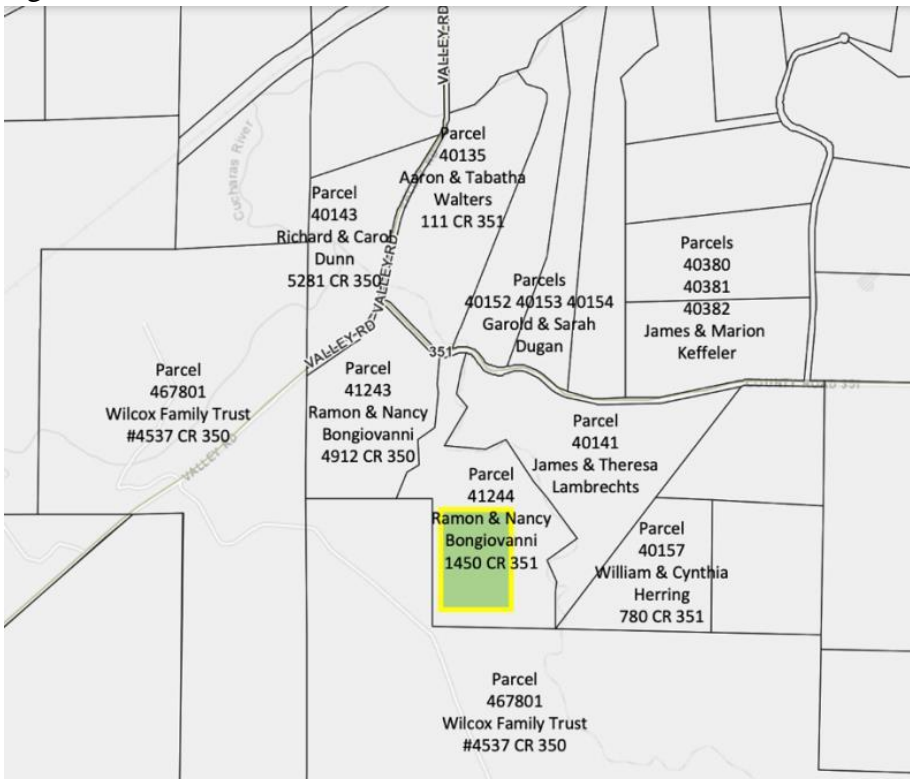 VALLEY RD
Cucharas River
Parcel
40135
Aaron & Tabatha
Walters
111 CR 351
Parcel
40143
Richard & Carol
Dunn
5281 CR 350
VALLEY RD
VALLEY RD
Parcels
40152 40153 40154
Garold & Sarah
Dugan
Parcels
40380
40381
40382
James & Marion
Keffeler
351
COUNTY ROAD 351
Parcel
467801
Wilcox Family Trust
#4537 CR 350
VALLEY RD
Parcel
41243
Ramon & Nancy
Bongiovanni
4912 CR 350
Parcel
40141
James & Theresa
Lambrechts
Parcel
41244
Ramon & Nancy
Bongiovanni
1450 CR 351
Parcel
40157
William & Cynthia
Herring
780 CR 351
Parcel
467801
Wilcox Family Trust
#4537 CR 350